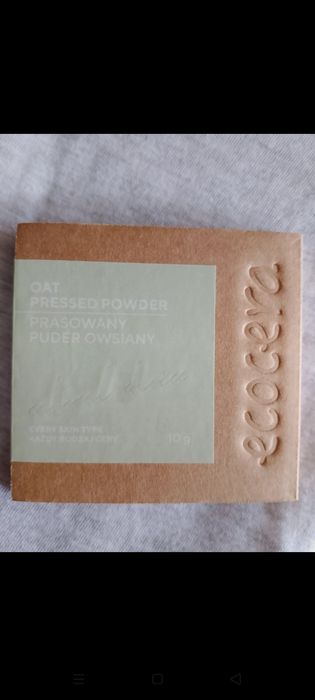 OAT
PRESSED POWDER
PRASOWANY
PUDER OWSIANY
EVERY SKIN TYPE
KAŻDY RODZAJ CERY
10 g
ecocera